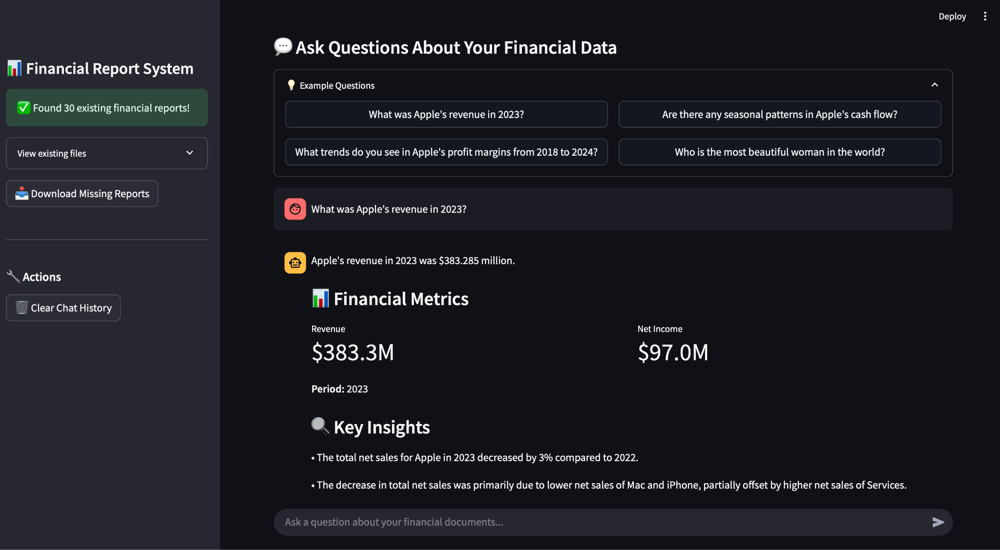 Deploy
📊 Financial Report System
✅ Found 30 existing financial reports!
View existing files
📥 Download Missing Reports
🔧 Actions
🗑️ Clear Chat History
💬 Ask Questions About Your Financial Data
💡 Example Questions
What was Apple's revenue in 2023?
Are there any seasonal patterns in Apple's cash flow?
What trends do you see in Apple's profit margins from 2018 to 2024?
Who is the most beautiful woman in the world?
What was Apple's revenue in 2023?
Apple's revenue in 2023 was $383.285 million.
📊 Financial Metrics
Revenue
$383.3M
Net Income
$97.0M
Period: 2023
🔍 Key Insights
• The total net sales for Apple in 2023 decreased by 3% compared to 2022.
• The decrease in total net sales was primarily due to lower net sales of Mac and iPhone, partially offset by higher net sales of Services.
Ask a question about your financial documents...